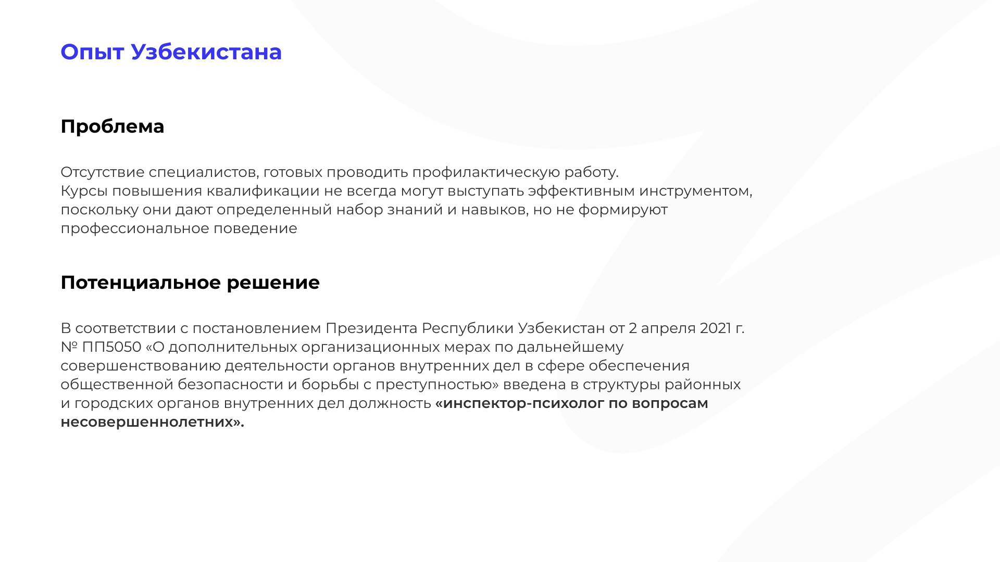 Опыт Узбекистана
Проблема
Отсутствие специалистов, готовых проводить профилактическую работу.
Курсы повышения квалификации не всегда могут выступать эффективным инструментом,
поскольку они дают определенный набор знаний и навыков, но не формируют
профессиональное поведение
Потенциальное решение
В соответствии с постановлением Президента Республики Узбекистан от 2 апреля 2021 г.
№ ПП5050 «О дополнительных организационных мерах по дальнейшему
совершенствованию деятельности органов внутренних дел в сфере обеспечения
общественной безопасности и борьбы с преступностью» введена в структуры районных
и городских органов внутренних дел должность «инспектор-психолог по вопросам
несовершеннолетних».